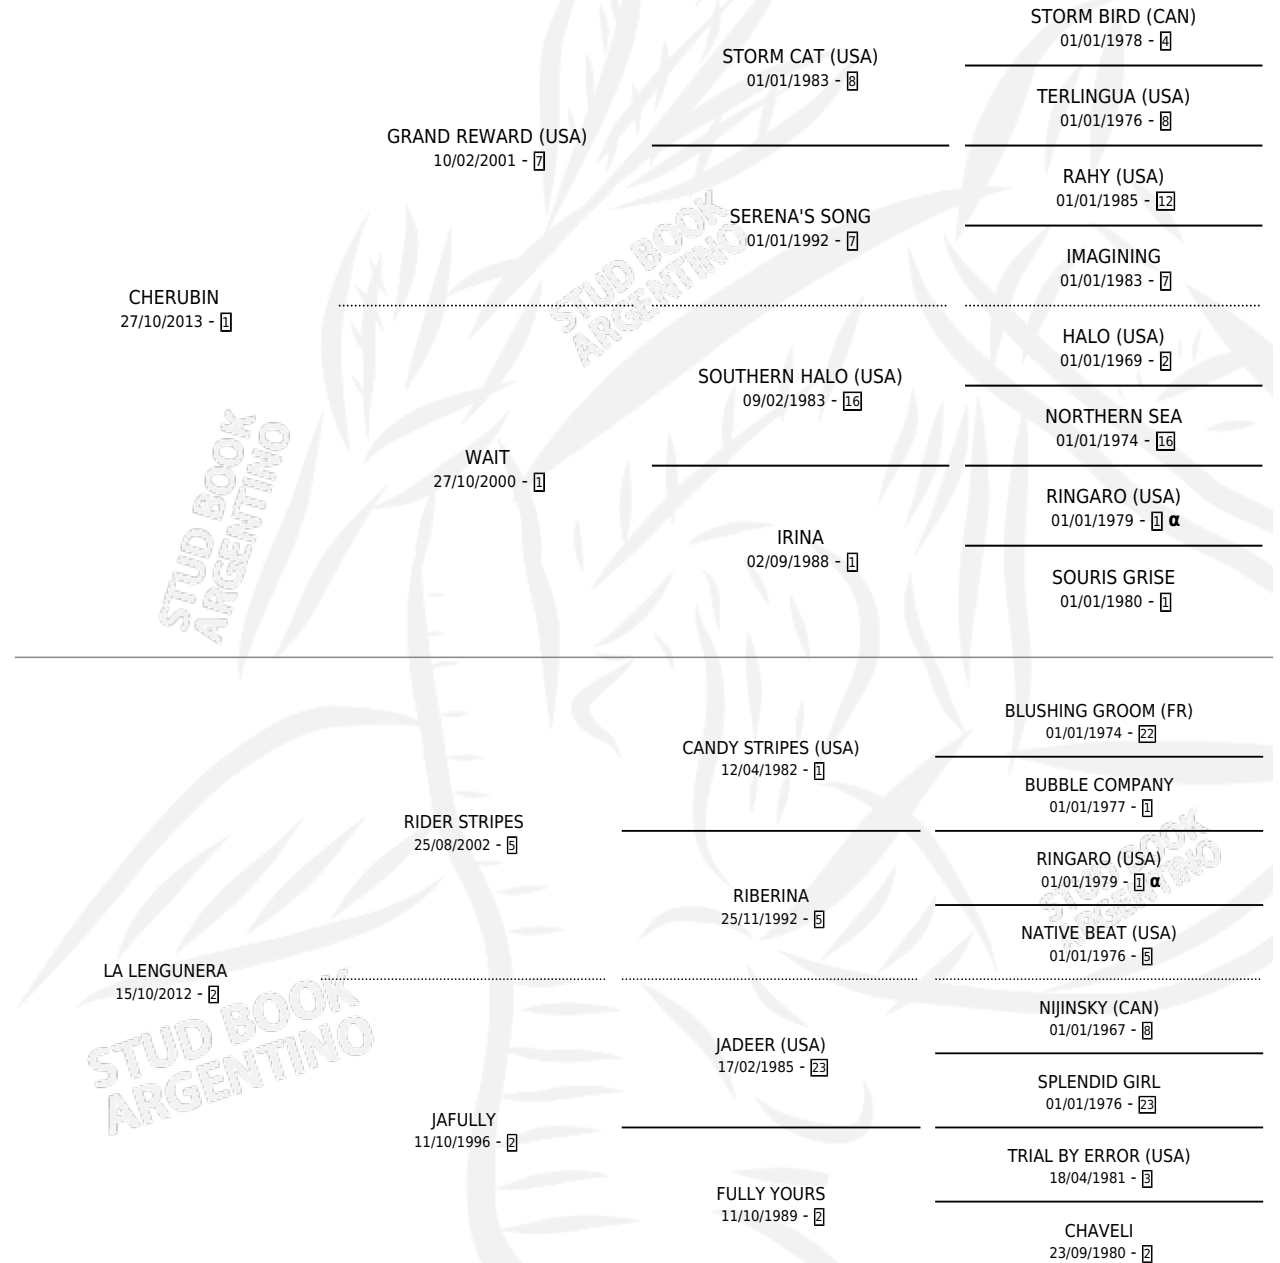 STORM BIRD (CAN)
01/01/1978 - 4
STORM CAT (USA)
01/01/1983 - 8
TERLINGUA (USA)
01/01/1976 - 8
GRAND REWARD (USA)
10/02/2001 - 7
RAHY (USA)
01/01/1985 - 12
SERENA'S SONG
01/01/1992 - 7
IMAGINING
01/01/1983 - 7
CHERUBIN
27/10/2013 - 1
HALO (USA)
01/01/1969 - 2
SOUTHERN HALO (USA)
09/02/1983 - 16
NORTHERN SEA
01/01/1974 - 16
WAIT
27/10/2000 - 1
RINGARO (USA)
01/01/1979 - 1 α
IRINA
02/09/1988 - 1
SOURIS GRISE
01/01/1980 - 1
BLUSHING GROOM (FR)
01/01/1974 - 22
CANDY STRIPES (USA)
12/04/1982 - 1
BUBBLE COMPANY
01/01/1977 - 1
RIDER STRIPES
25/08/2002 - 5
RINGARO (USA)
01/01/1979 - 1 α
RIBERINA
25/11/1992 - 5
NATIVE BEAT (USA)
01/01/1976 - 5
LA LENGUNERA
15/10/2012 - 2
NIJINSKY (CAN)
01/01/1967 - 8
JADEER (USA)
17/02/1985 - 23
SPLENDID GIRL
01/01/1976 - 23
JAFULLY
11/10/1996 - 2
TRIAL BY ERROR (USA)
18/04/1981 - 3
FULLY YOURS
11/10/1989 - 2
CHAVELI
23/09/1980 - 2
STUD BOOK
ARGENTINO
STUD BOOK
ARGENTINO
STUD BOOK
ARGENTINO
STUD BOOK
ARGENTINO